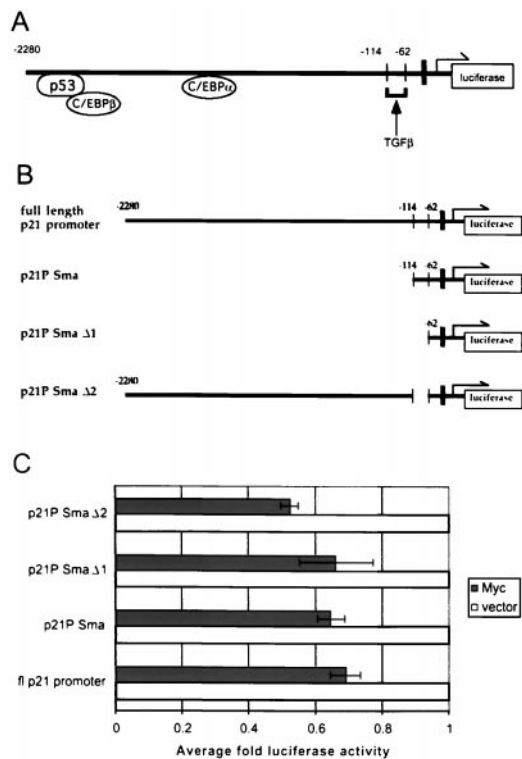 A
-2280
-114 -62
p53
C/EBPβ
C/EBPα
luciferase
TGFβ
B
full length
p21 promoter
-2280
-114 -62
luciferase
p21P Sma
-114 -62
luciferase
p21P Sma Δ1
-62
luciferase
p21P Sma Δ2
-2280
luciferase
C
p21P Sma Δ2
p21P Sma Δ1
p21P Sma
fl p21 promoter
Myc
vector
0 0.2 0.4 0.6 0.8 1
Average fold luciferase activity